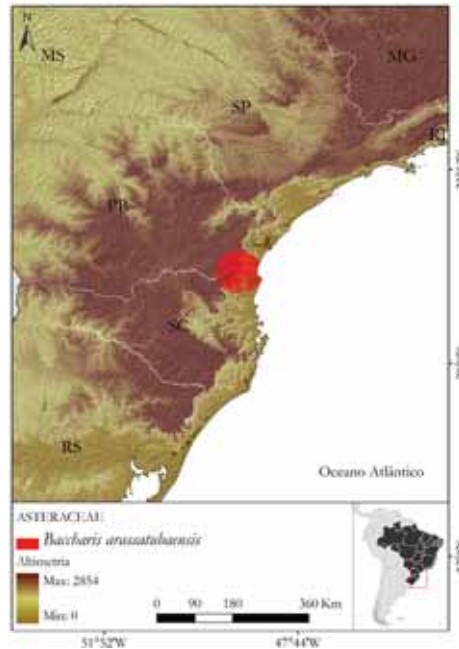 N
MS
MG
SP
RJ
PR
SC
RS
Oceano Atlântico
ASTERACEAE
Baccharis arassatubaensis
Altimetria
Max: 2854
Min: 0
0 90 180 360 Km
51°52'W 47°44'W